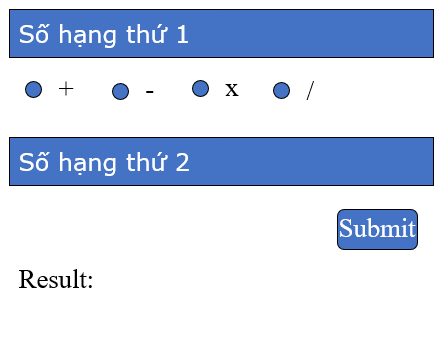 Số hạng thứ 1
+ - x /
Số hạng thứ 2
Submit
Result: